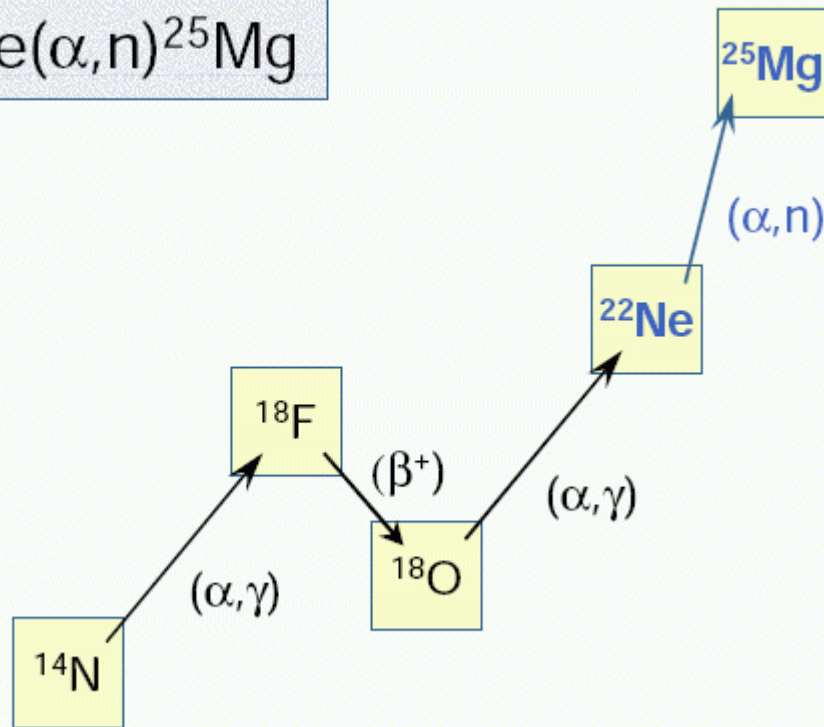 e(α,n)²⁵Mg
²⁵Mg
(α,n)
²²Ne
¹⁸F
(β⁺)
(α,γ)
¹⁸O
(α,γ)
¹⁴N